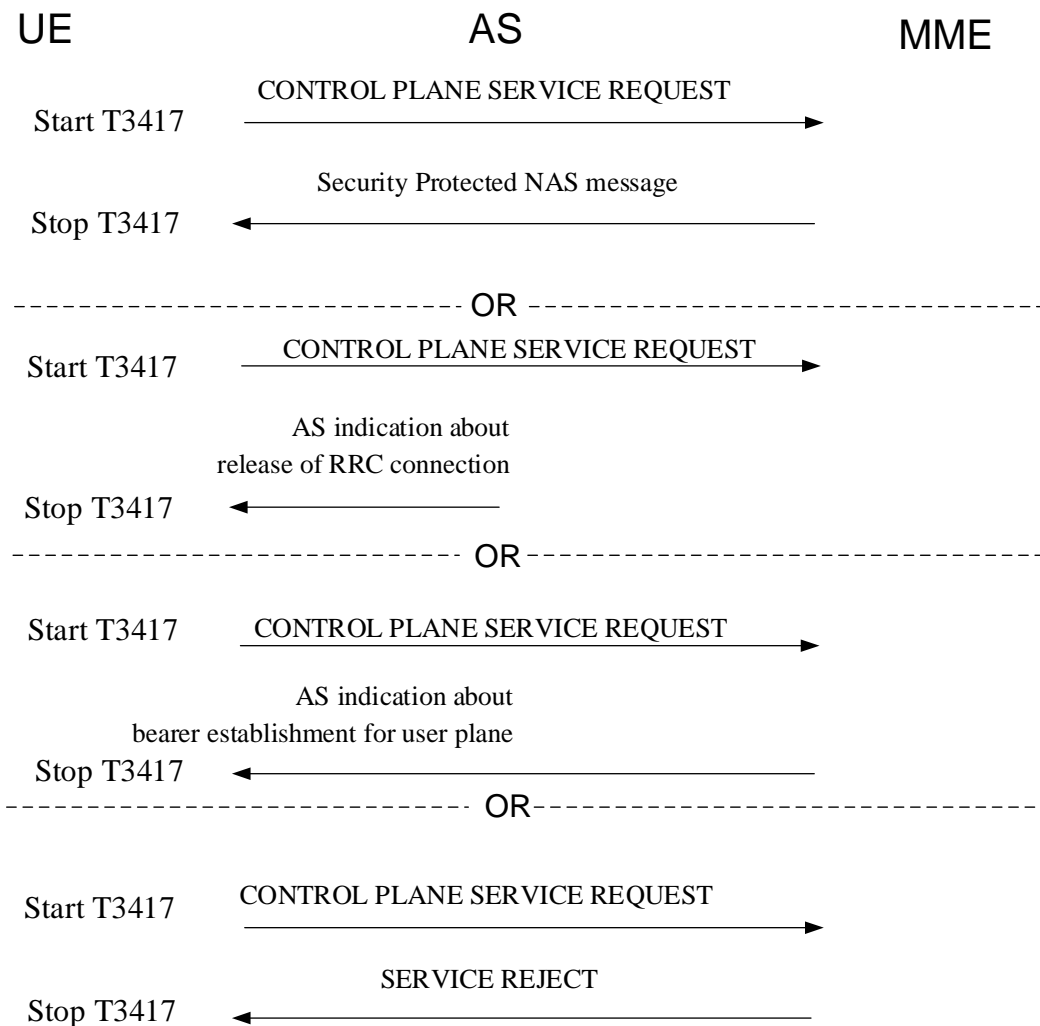 UE AS MME
CONTROL PLANE SERVICE REQUEST
Start T3417
Security Protected NAS message
Stop T3417
OR
CONTROL PLANE SERVICE REQUEST
Start T3417
AS indication about
release of RRC connection
Stop T3417
OR
Start T3417 CONTROL PLANE SERVICE REQUEST
AS indication about
bearer establishment for user plane
Stop T3417
OR
CONTROL PLANE SERVICE REQUEST
Start T3417
SERVICE REJECT
Stop T3417